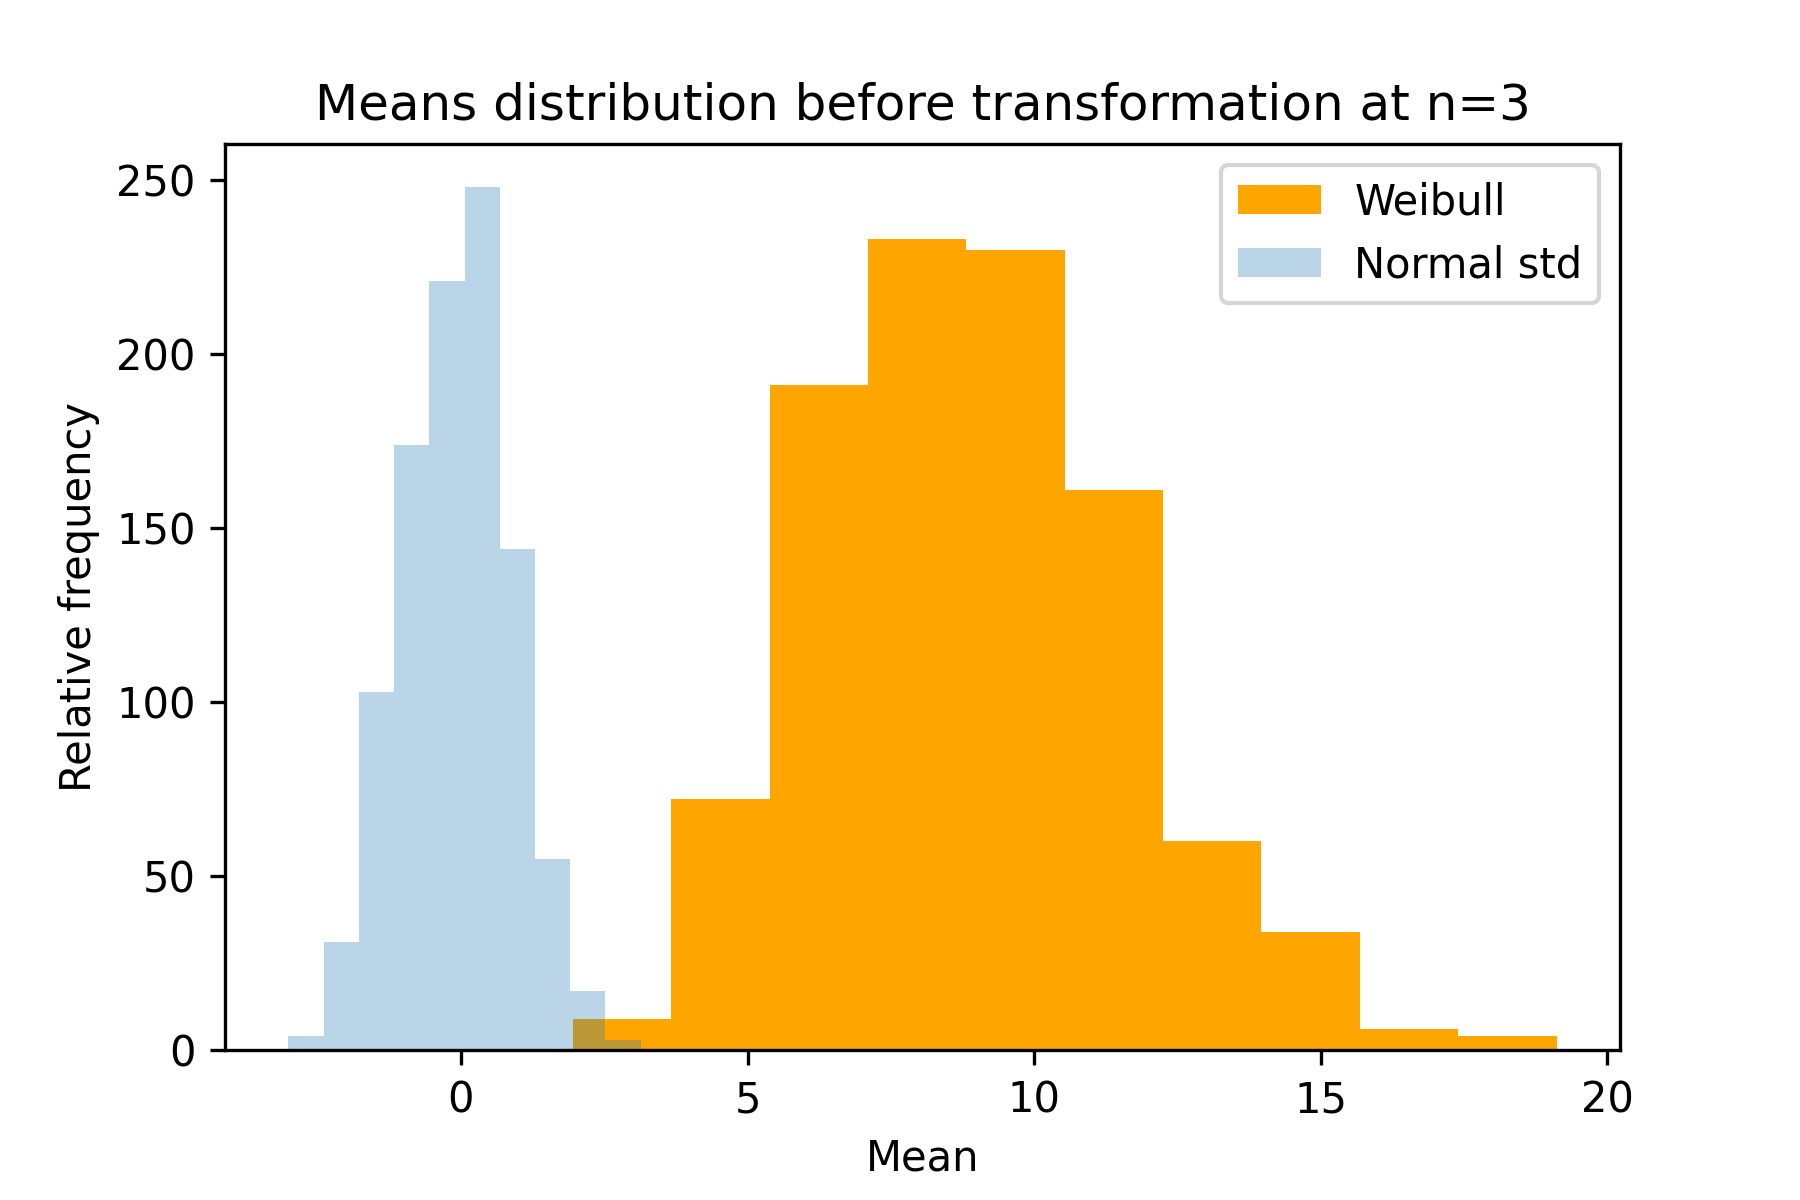 Means distribution before transformation at n=3
Weibull
Normal std
250
200
150
100
50
0
Relative frequency
0 5 10 15 20
Mean